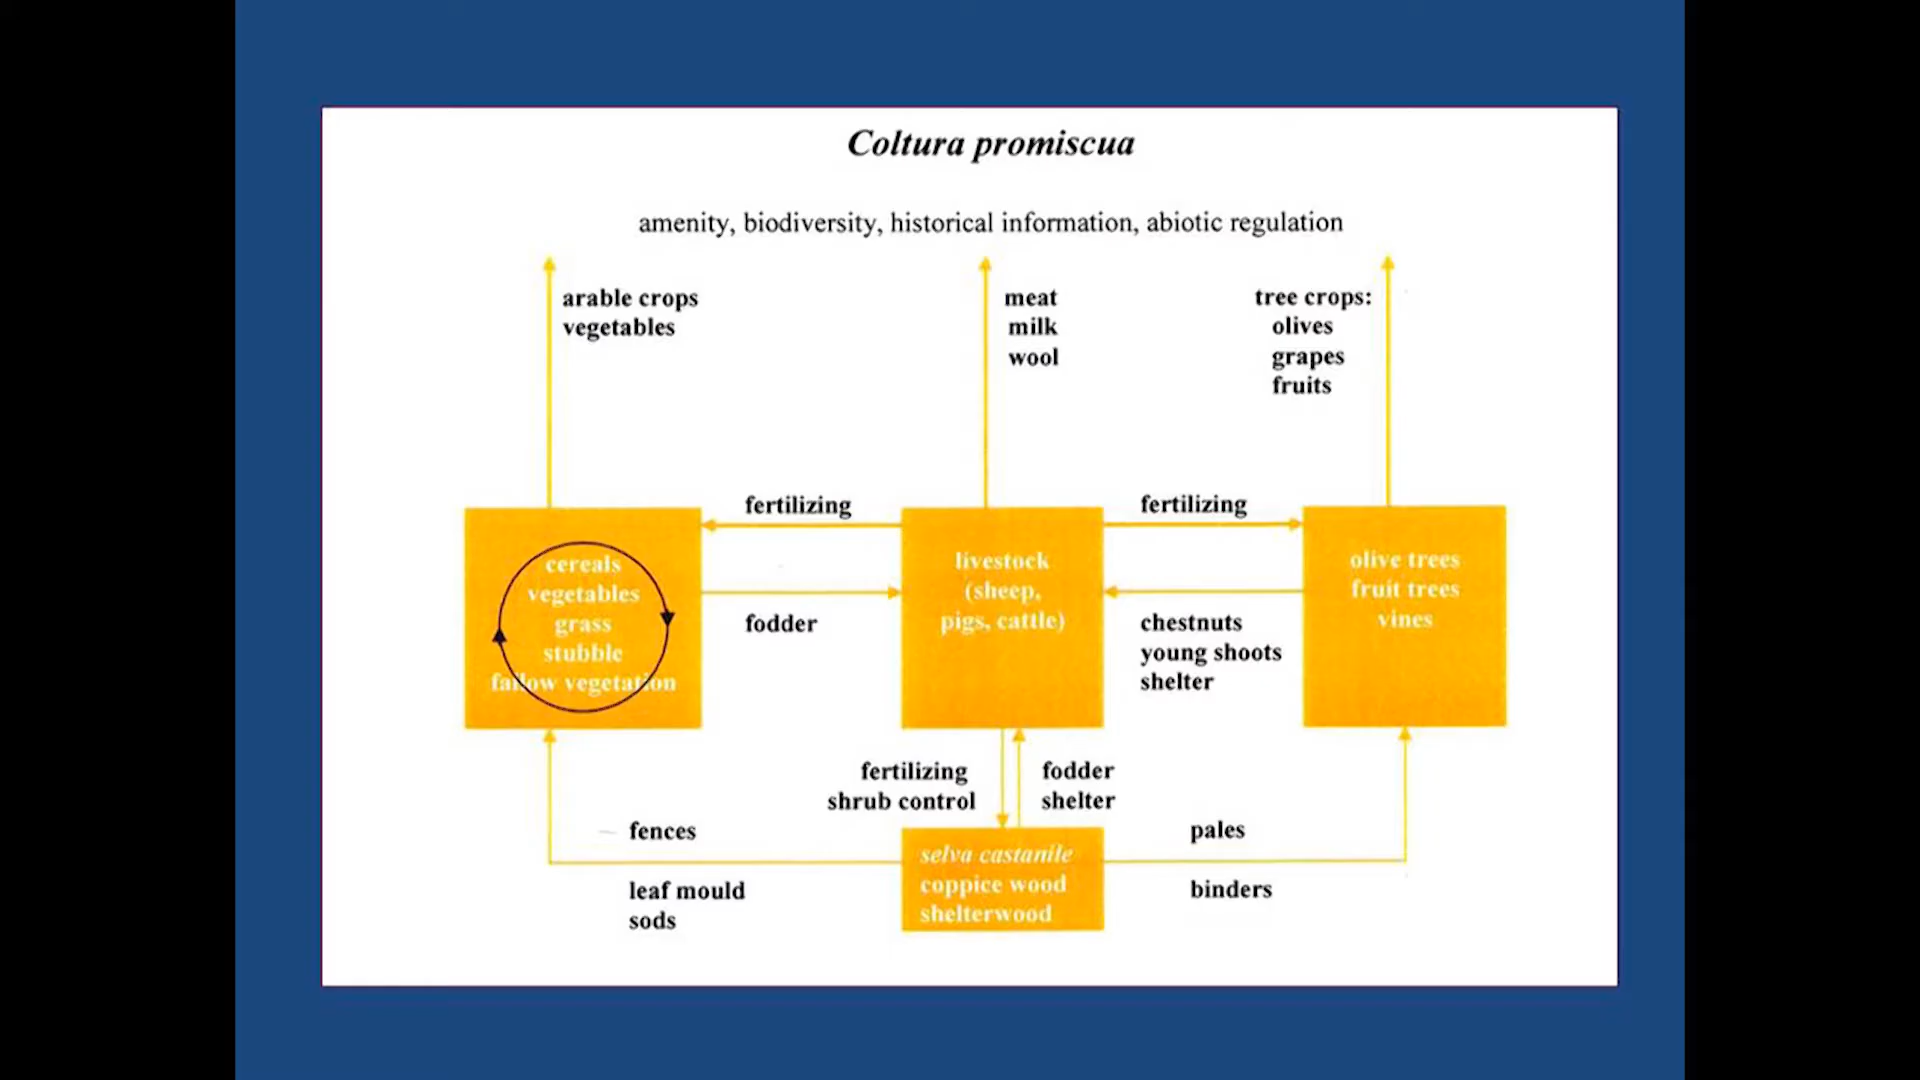 Coltura promiscua
amenity, biodiversity, historical information, abiotic regulation
arable crops
vegetables
meat
milk
wool
tree crops:
olives
grapes
fruits
fertilizing
fertilizing
cereals
vegetables
grass
stubble
fallow vegetation
livestock
(sheep,
pigs, cattle)
olive trees
fruit trees
vines
fodder
chestnuts
young shoots
shelter
fertilizing
shrub control
fodder
shelter
fences
leaf mould
sods
selva castanile
coppice wood
shelterwood
pales
binders